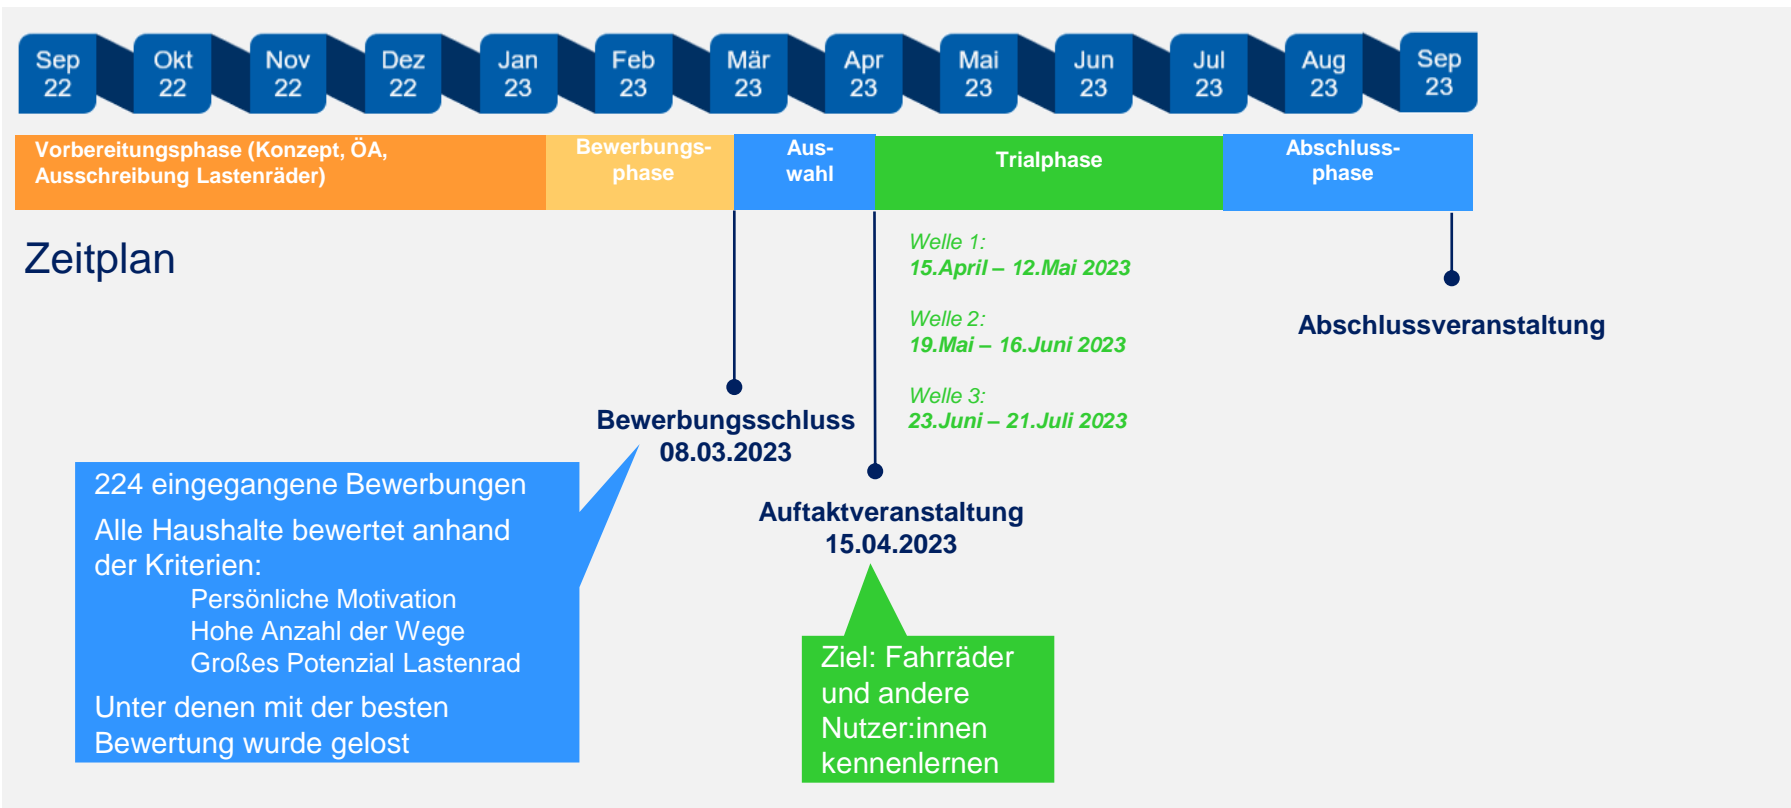 Sep 22
Okt 22
Nov 22
Dez 22
Jan 23
Feb 23
Mär 23
Apr 23
Mai 23
Jun 23
Jul 23
Aug 23
Sep 23
Vorbereitungsphase (Konzept, ÖA,
Ausschreibung Lastenräder)
Bewerbungs-
phase
Aus-
wahl
Trialphase
Abschluss-
phase
Zeitplan
Welle 1:
15.April – 12.Mai 2023
Welle 2:
19.Mai – 16.Juni 2023
Welle 3:
23.Juni – 21.Juli 2023
Abschlussveranstaltung
Bewerbungsschluss
08.03.2023
224 eingegangene Bewerbungen
Alle Haushalte bewertet anhand
der Kriterien:
Persönliche Motivation
Hohe Anzahl der Wege
Großes Potenzial Lastenrad
Unter denen mit der besten
Bewertung wurde gelost
Auftaktveranstaltung
15.04.2023
Ziel: Fahrräder
und andere
Nutzer:innen
kennenlernen